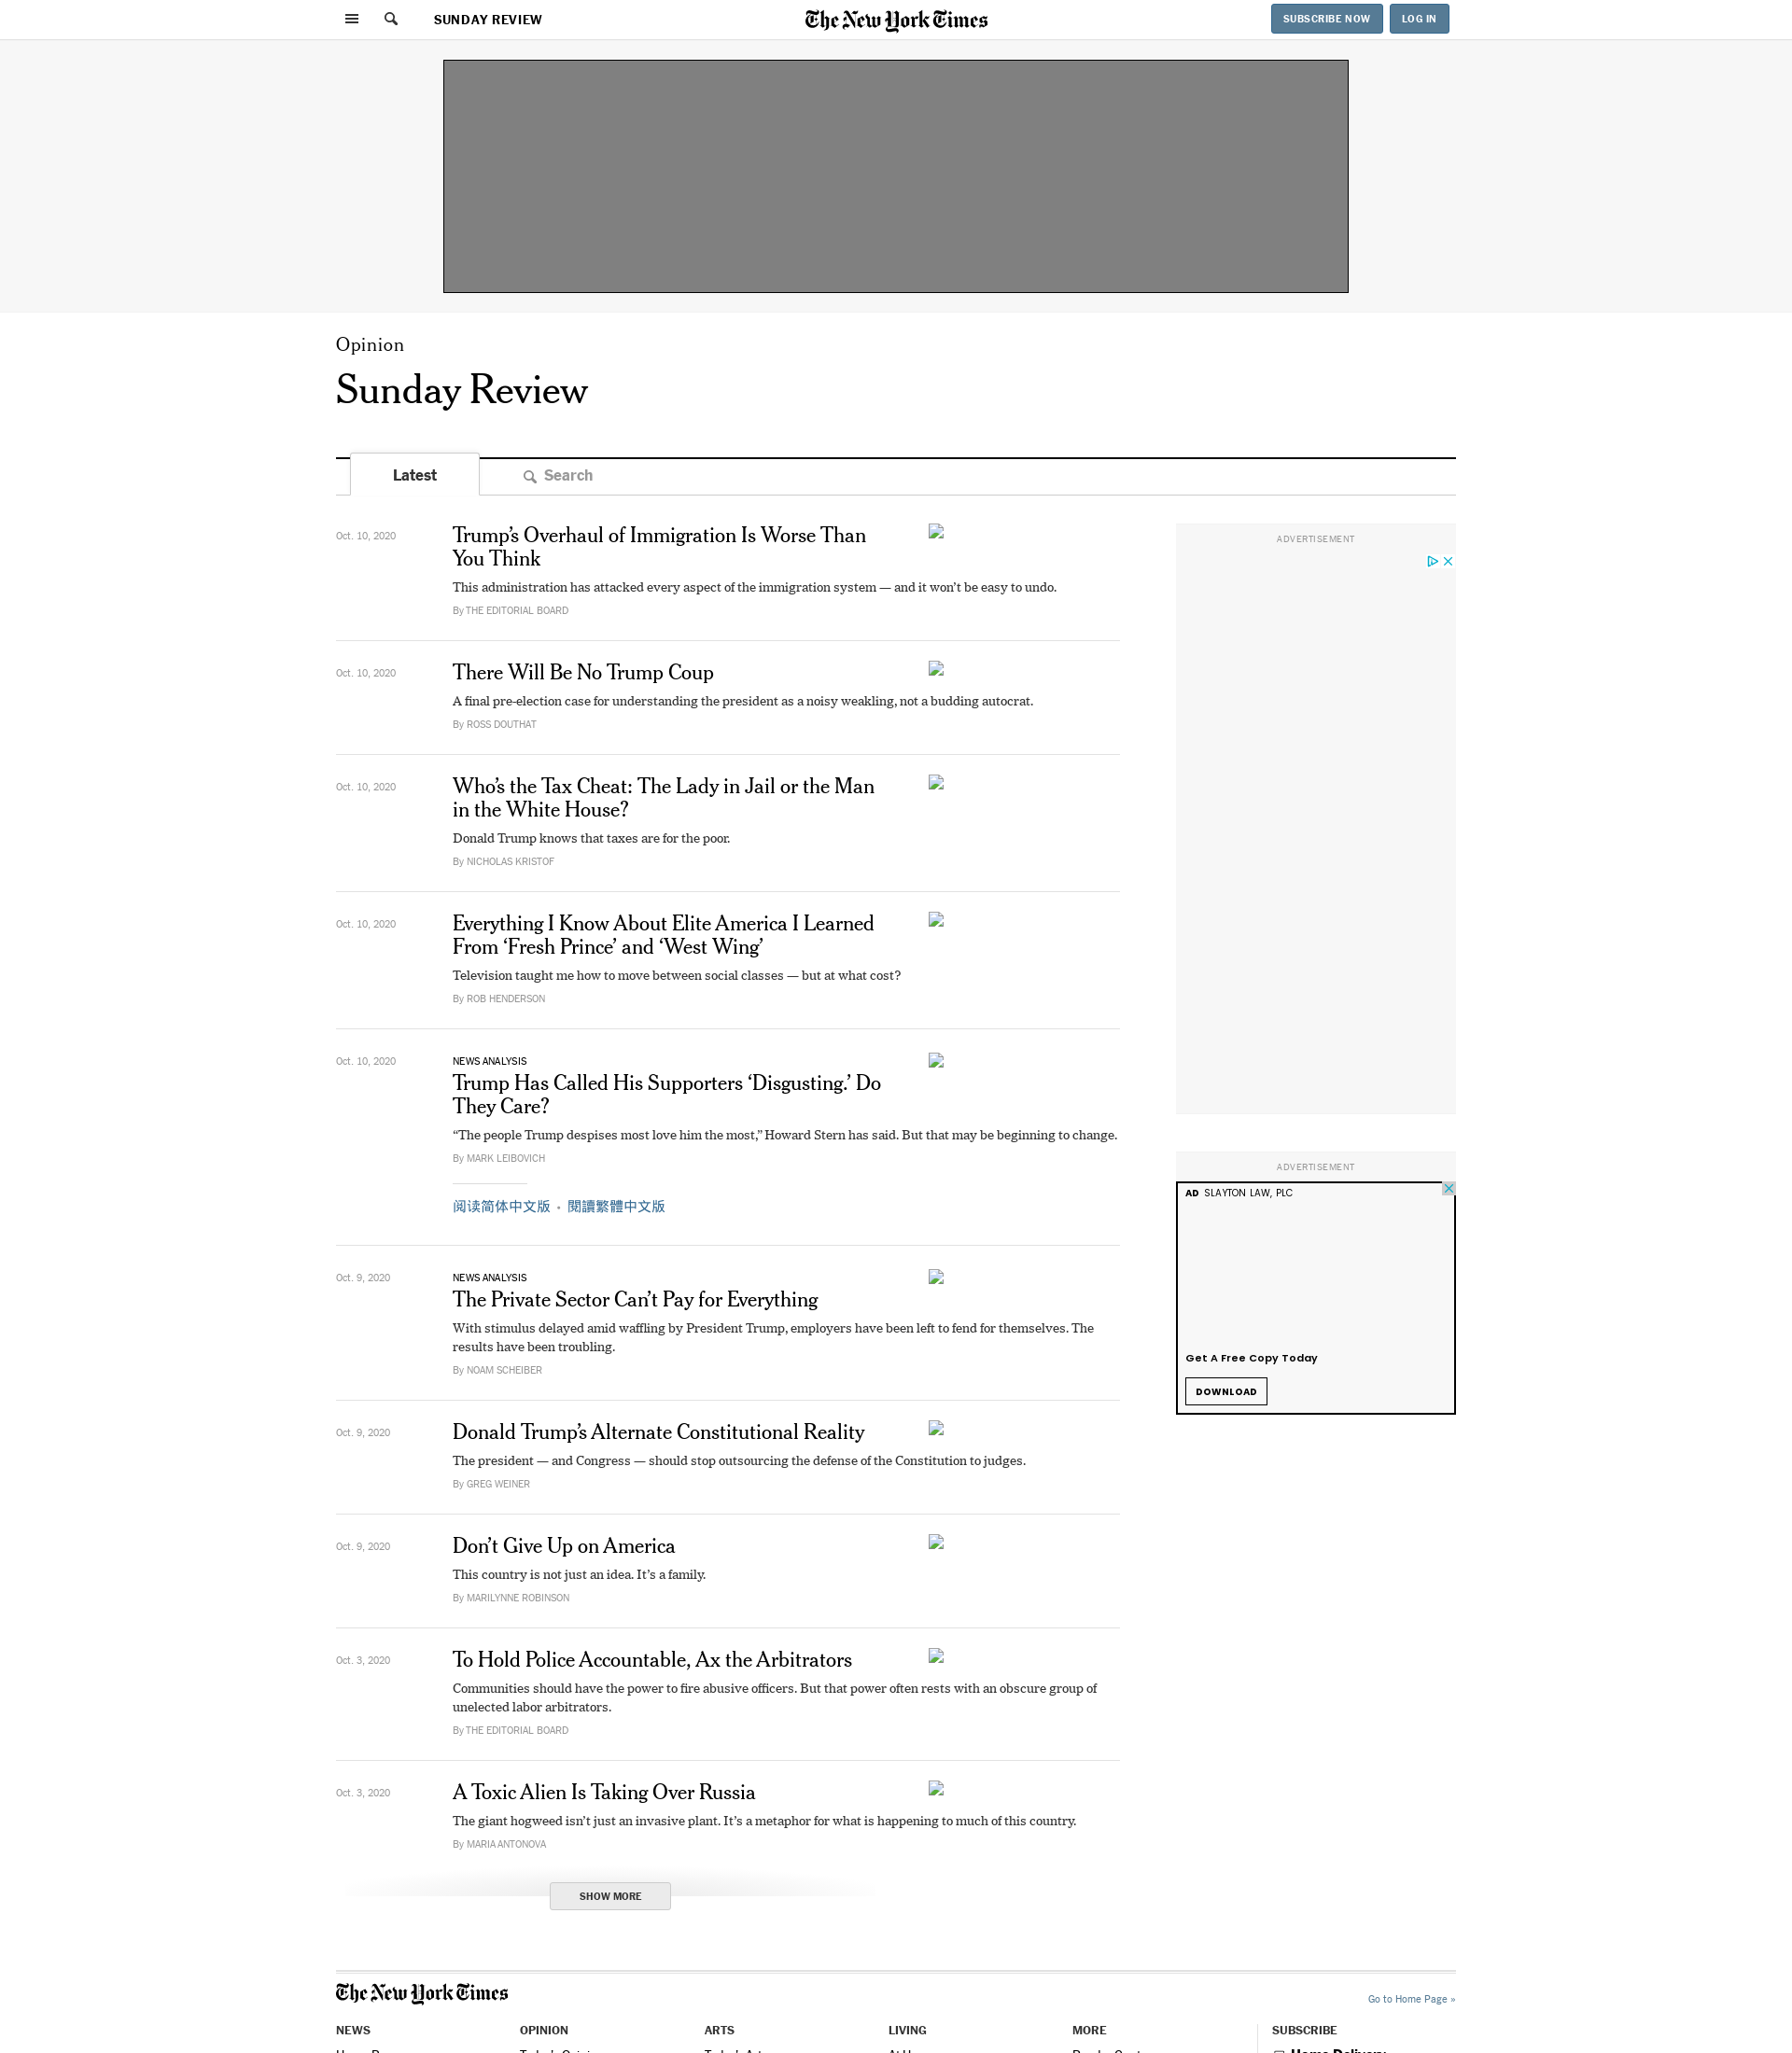 SUNDAY REVIEW
The New York Times
SUBSCRIBE NOW
LOG IN
Opinion
Sunday Review
Latest
Search
Oct. 10, 2020
Trump’s Overhaul of Immigration Is Worse Than
You Think
This administration has attacked every aspect of the immigration system — and it won’t be easy to undo.
By THE EDITORIAL BOARD
Oct. 10, 2020
There Will Be No Trump Coup
A final pre-election case for understanding the president as a noisy weakling, not a budding autocrat.
By ROSS DOUTHAT
Oct. 10, 2020
Who’s the Tax Cheat: The Lady in Jail or the Man
in the White House?
Donald Trump knows that taxes are for the poor.
By NICHOLAS KRISTOF
Oct. 10, 2020
Everything I Know About Elite America I Learned
From ‘Fresh Prince’ and ‘West Wing’
Television taught me how to move between social classes — but at what cost?
By ROB HENDERSON
Oct. 10, 2020
NEWS ANALYSIS
Trump Has Called His Supporters ‘Disgusting.’ Do
They Care?
“The people Trump despises most love him the most,” Howard Stern has said. But that may be beginning to change.
By MARK LEIBOVICH
阅读简体中文版 • 閱讀繁體中文版
Oct. 9, 2020
NEWS ANALYSIS
The Private Sector Can’t Pay for Everything
With stimulus delayed amid waffling by President Trump, employers have been left to fend for themselves. The
results have been troubling.
By NOAM SCHEIBER
Oct. 9, 2020
Donald Trump’s Alternate Constitutional Reality
The president — and Congress — should stop outsourcing the defense of the Constitution to judges.
By GREG WEINER
Oct. 9, 2020
Don’t Give Up on America
This country is not just an idea. It’s a family.
By MARILYNNE ROBINSON
Oct. 3, 2020
To Hold Police Accountable, Ax the Arbitrators
Communities should have the power to fire abusive officers. But that power often rests with an obscure group of
unelected labor arbitrators.
By THE EDITORIAL BOARD
Oct. 3, 2020
A Toxic Alien Is Taking Over Russia
The giant hogweed isn’t just an invasive plant. It’s a metaphor for what is happening to much of this country.
By MARIA ANTONOVA
SHOW MORE
ADVERTISEMENT
ADVERTISEMENT
AD SLAYTON LAW, PLC
Get A Free Copy Today
DOWNLOAD
The New York Times
Go to Home Page »
NEWS
OPINION
ARTS
LIVING
MORE
SUBSCRIBE